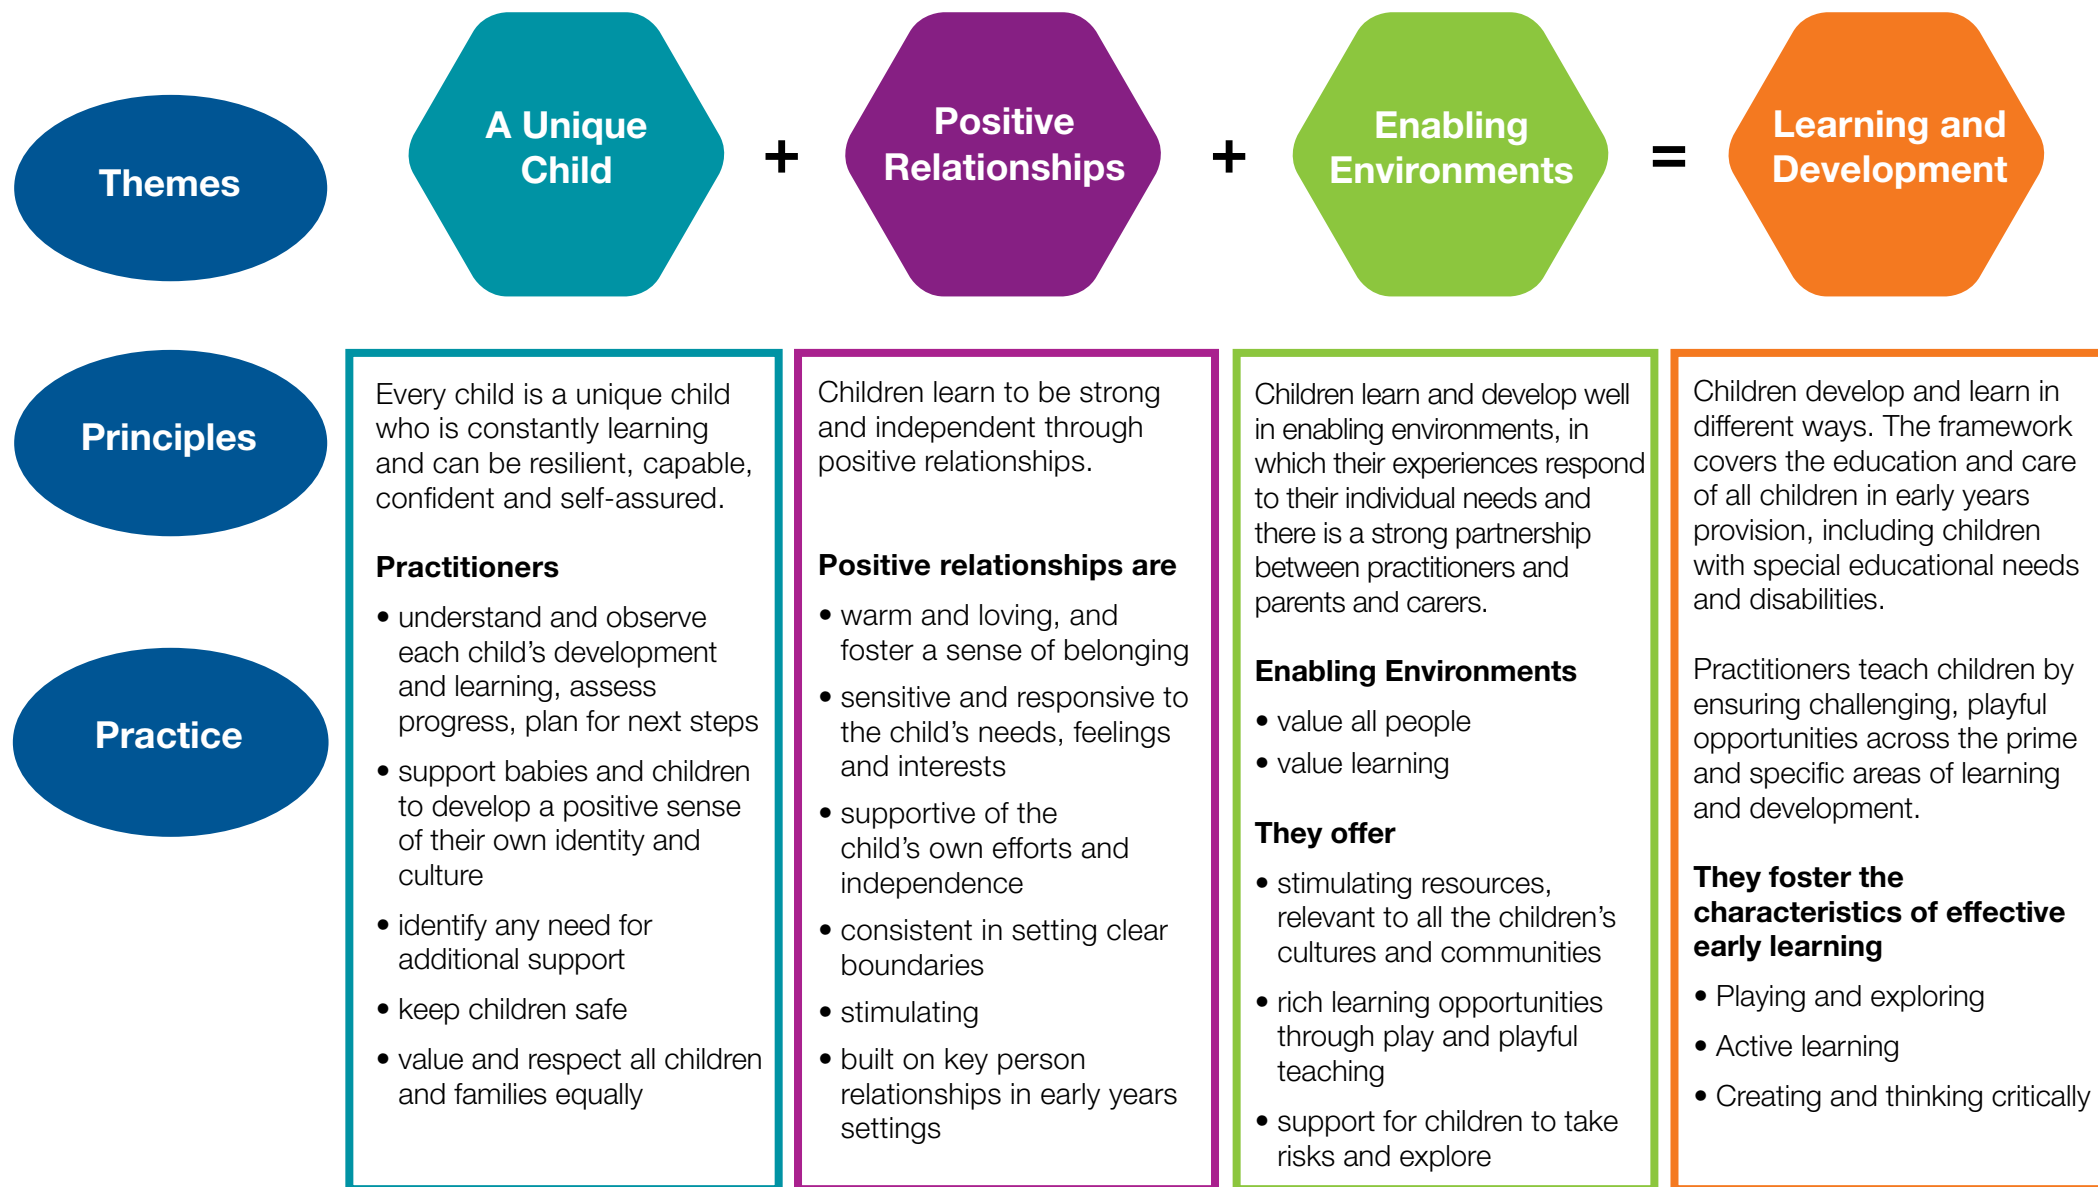 Themes
A Unique
Child
+
Positive
Relationships
+
Enabling
Environments
=
Learning and
Development
Principles
Practice
Every child is a unique child
who is constantly learning
and can be resilient, capable,
confident and self-assured.
Practitioners
• understand and observe
each child’s development
and learning, assess
progress, plan for next steps
• support babies and children
to develop a positive sense
of their own identity and
culture
• identify any need for
additional support
• keep children safe
• value and respect all children
and families equally
Children learn to be strong
and independent through
positive relationships.
Positive relationships are
• warm and loving, and
foster a sense of belonging
• sensitive and responsive to
the child’s needs, feelings
and interests
• supportive of the
child’s own efforts and
independence
• consistent in setting clear
boundaries
• stimulating
• built on key person
relationships in early years
settings
Children learn and develop well
in enabling environments, in
which their experiences respond
to their individual needs and
there is a strong partnership
between practitioners and
parents and carers.
Enabling Environments
• value all people
• value learning
They offer
• stimulating resources,
relevant to all the children’s
cultures and communities
• rich learning opportunities
through play and playful
teaching
• support for children to take
risks and explore
Children develop and learn in
different ways. The framework
covers the education and care
of all children in early years
provision, including children
with special educational needs
and disabilities.
Practitioners teach children by
ensuring challenging, playful
opportunities across the prime
and specific areas of learning
and development.
They foster the
characteristics of effective
early learning
• Playing and exploring
• Active learning
• Creating and thinking critically